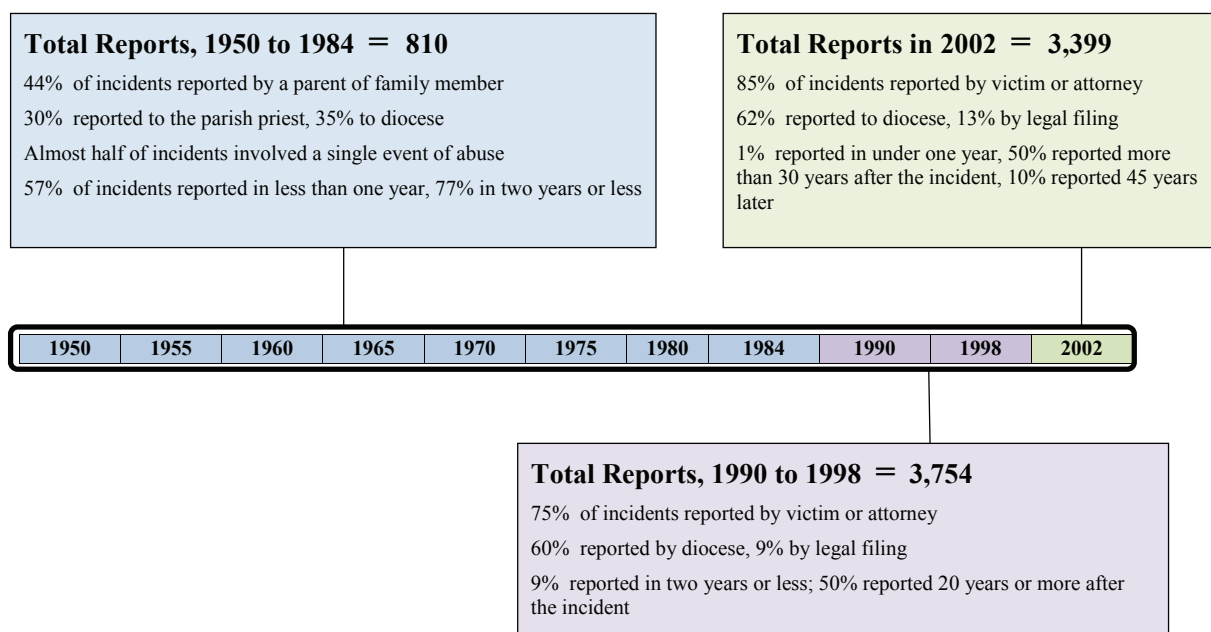 Total Reports, 1950 to 1984 = 810
44% of incidents reported by a parent of family member
30% reported to the parish priest, 35% to diocese
Almost half of incidents involved a single event of abuse
57% of incidents reported in less than one year, 77% in two years or less
Total Reports in 2002 = 3,399
85% of incidents reported by victim or attorney
62% reported to diocese, 13% by legal filing
1% reported in under one year, 50% reported more
than 30 years after the incident, 10% reported 45 years
later
1950 1955 1960 1965 1970 1975 1980 1984 1990 1998 2002
Total Reports, 1990 to 1998 = 3,754
75% of incidents reported by victim or attorney
60% reported by diocese, 9% by legal filing
9% reported in two years or less; 50% reported 20 years or more after
the incident